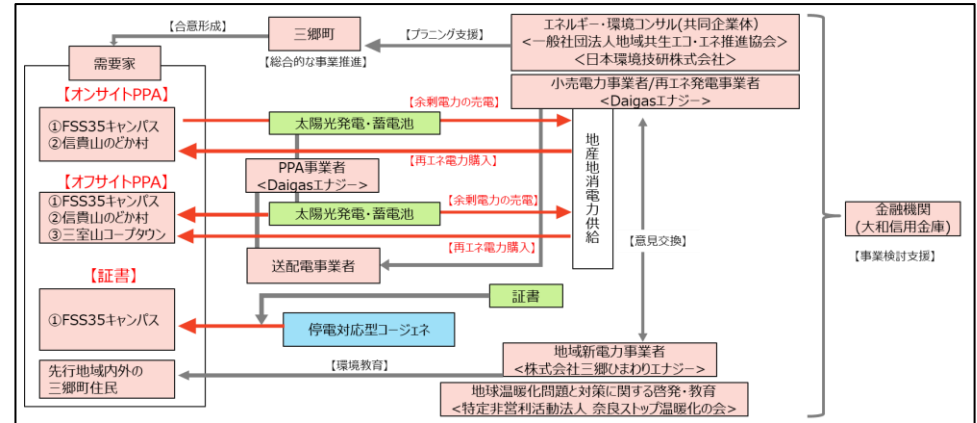 【合意形成】
三郷町
【総合的な事業推進】
【プラニング支援】
エネルギー・環境コンサル(共同企業体)
<一般社団法人地域共生エコ・エネ推進協会>
<日本環境技研株式会社>
需要家
小売電力事業者/再エネ発電事業者
<Daigasエナジー>
【オンサイトPPA】
①FSS35キャンパス
②信貴山のどか村
【余剰電力の売電】
太陽光発電・蓄電池
【再エネ電力購入】
PPA事業者
<Daigasエナジー>
地産地消電力供給
【オフサイトPPA】
①FSS35キャンパス
②信貴山のどか村
③三室山コープタウン
【余剰電力の売電】
太陽光発電・蓄電池
【再エネ電力購入】
【意見交換】
金融機関
(大和信用金庫)
【事業検討支援】
送配電事業者
【証書】
①FSS35キャンパス
証書
停電対応型コージェネ
先行地域内外の
三郷町住民
【環境教育】
地域新電力事業者
<株式会社三郷ひまわりエナジー>
地球温暖化問題と対策に関する啓発・教育
<特定非営利活動法人 奈良ストップ温暖化の会>